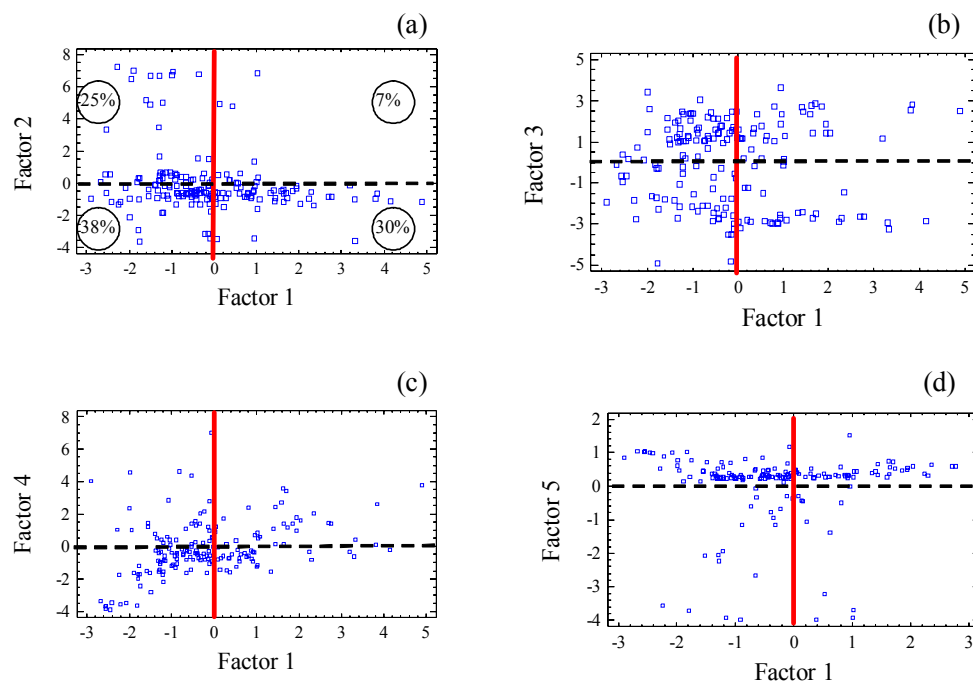 (a)
8
6
4
2
0
-2
-4
-3 -2 -1 0 1 2 3 4 5
Factor 2
Factor 1
25%
7%
38%
30%
(b)
5
3
1
-1
-3
-5
-3 -2 -1 0 1 2 3 4 5
Factor 3
Factor 1
(c)
8
6
4
2
0
-2
-4
-3 -2 -1 0 1 2 3 4 5
Factor 4
Factor 1
(d)
2
1
0
-1
-2
-3
-4
-3 -2 -1 0 1 2 3
Factor 5
Factor 1